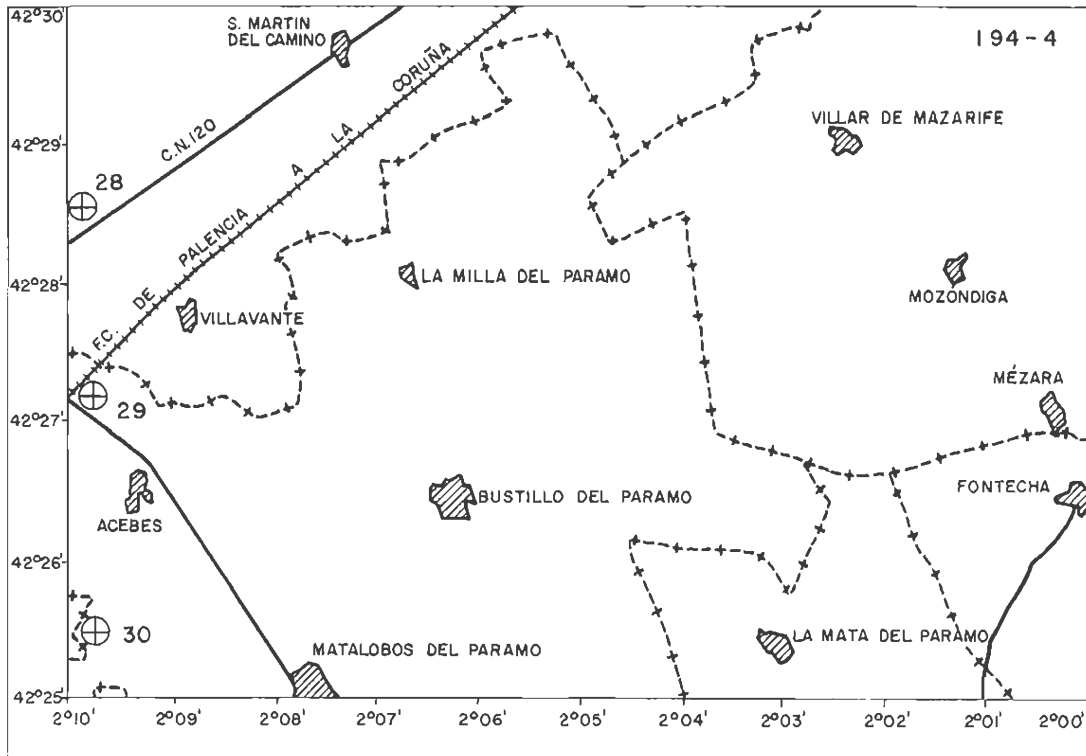 42°30'
S. MARTIN
DEL CAMINO
194-4
C.N.120
F.C. DE PALENCIA A LA CORUÑA
VILLAR DE MAZARIFE
42°29'
28
LA MILLA DEL PARAMO
42°28'
MOZONDIGA
VILLAVANTE
MÉZARA
29
42°27'
FONTECHA
BUSTILLO DEL PARAMO
ACEBES
42°26'
30
LA MATA DEL PARAMO
MATALOBOS DEL PARAMO
42°25'
2°10' 2°09' 2°08' 2°07' 2°06' 2°05' 2°04' 2°03' 2°02' 2°01' 2°00'